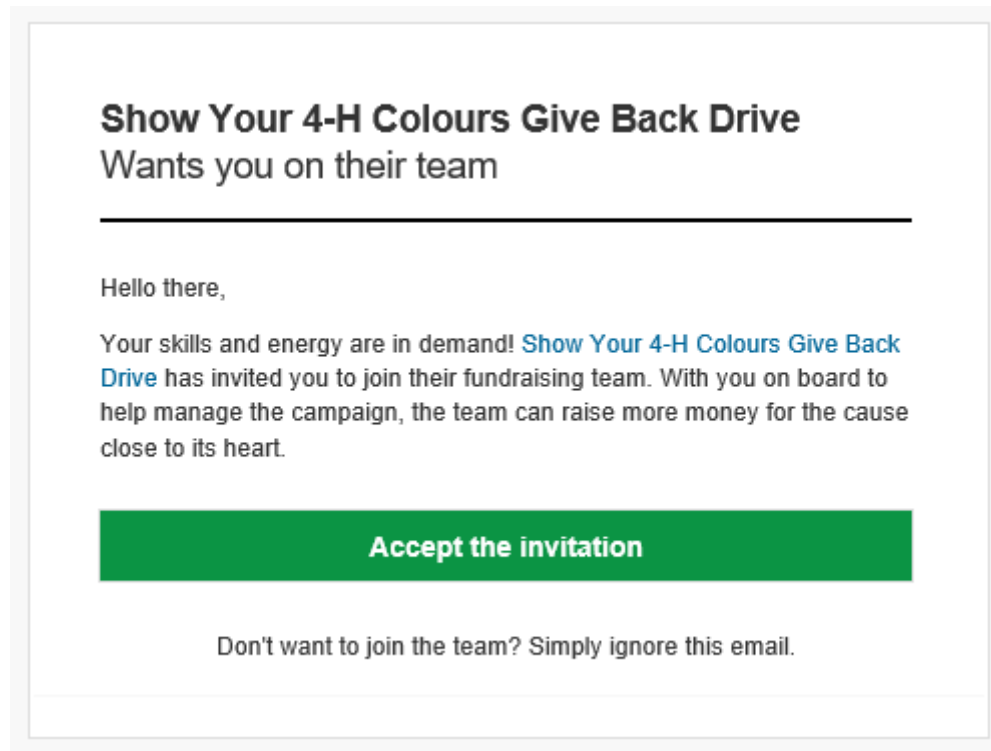 Show Your 4-H Colours Give Back Drive
Wants you on their team
Hello there,
Your skills and energy are in demand! Show Your 4-H Colours Give Back
Drive has invited you to join their fundraising team. With you on board to
help manage the campaign, the team can raise more money for the cause
close to its heart.
Accept the invitation
Don't want to join the team? Simply ignore this email.